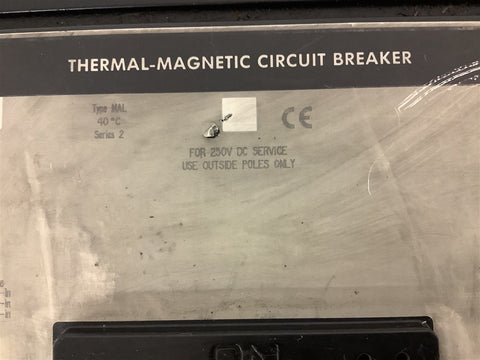 THERMAL-MAGNETIC CIRCUIT BREAKER
Type MAL
40 °C
Series 2
CE
FOR 250V DC SERVICE
USE OUTSIDE POLES ONLY